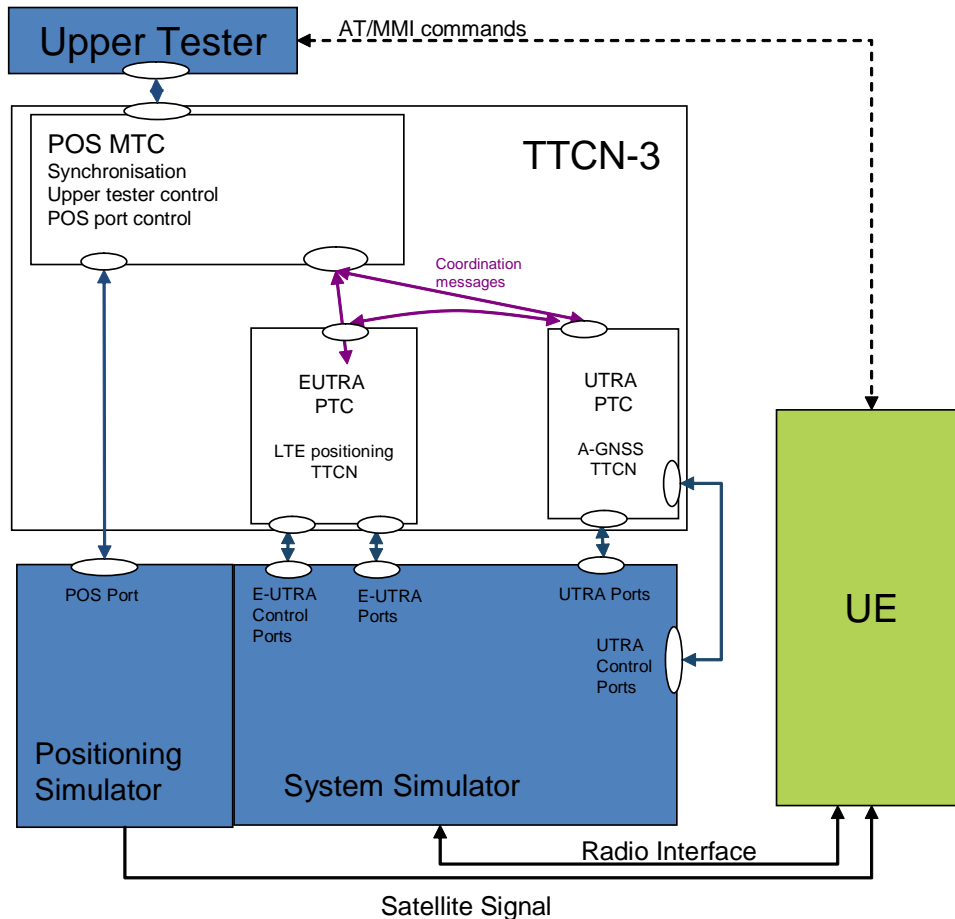 Upper Tester
AT/MMI commands
POS MTC
Synchronisation
Upper tester control
POS port control
TTCN-3
Coordination
messages
EUTRA
PTC
LTE positioning
TTCN
UTRA
PTC
A-GNSS
TTCN
POS Port
E-UTRA
Control
Ports
E-UTRA
Ports
UTRA Ports
UTRA
Control
Ports
UE
Positioning
Simulator
System Simulator
Radio Interface
Satellite Signal